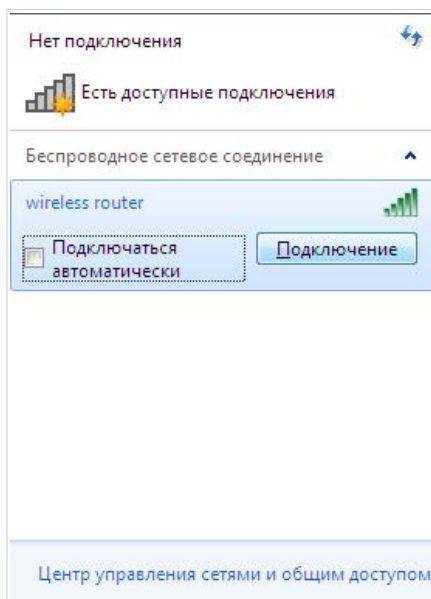 Нет подключения
Есть доступные подключения
Беспроводное сетевое соединение
wireless router
Подключаться
автоматически
Подключение
Центр управления сетями и общим доступом